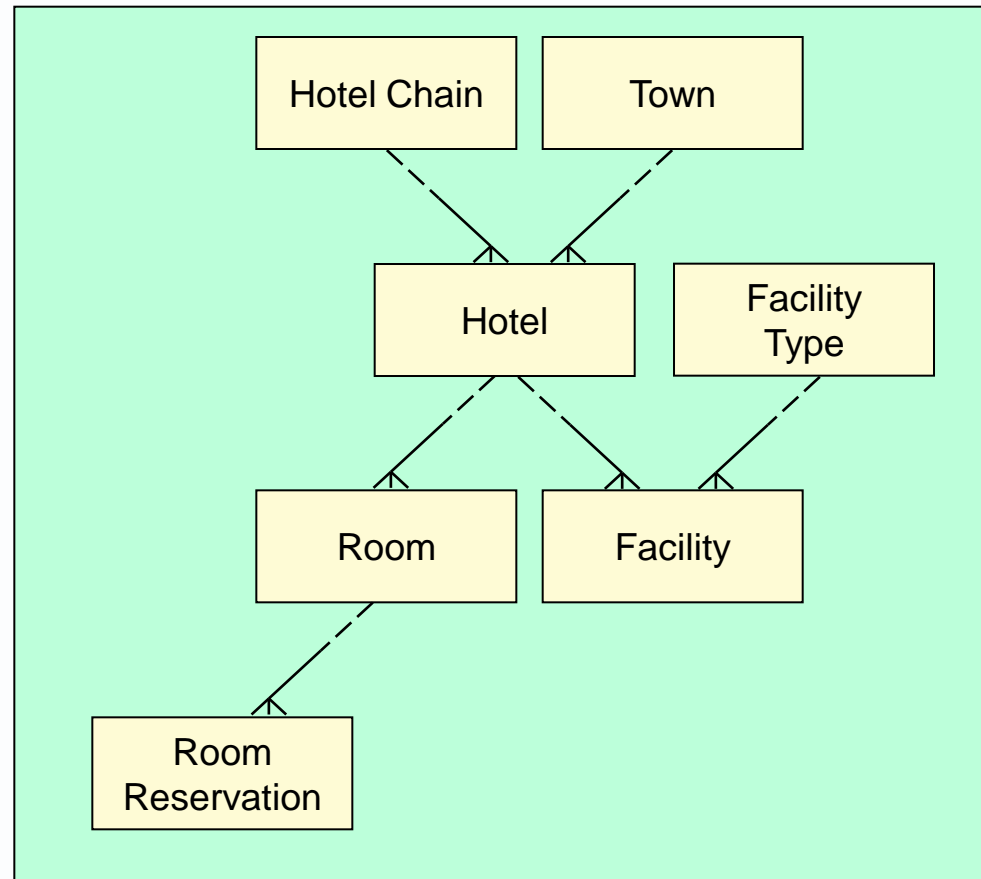 Hotel Chain
Town
Hotel
Facility
Type
Room
Facility
Room
Reservation